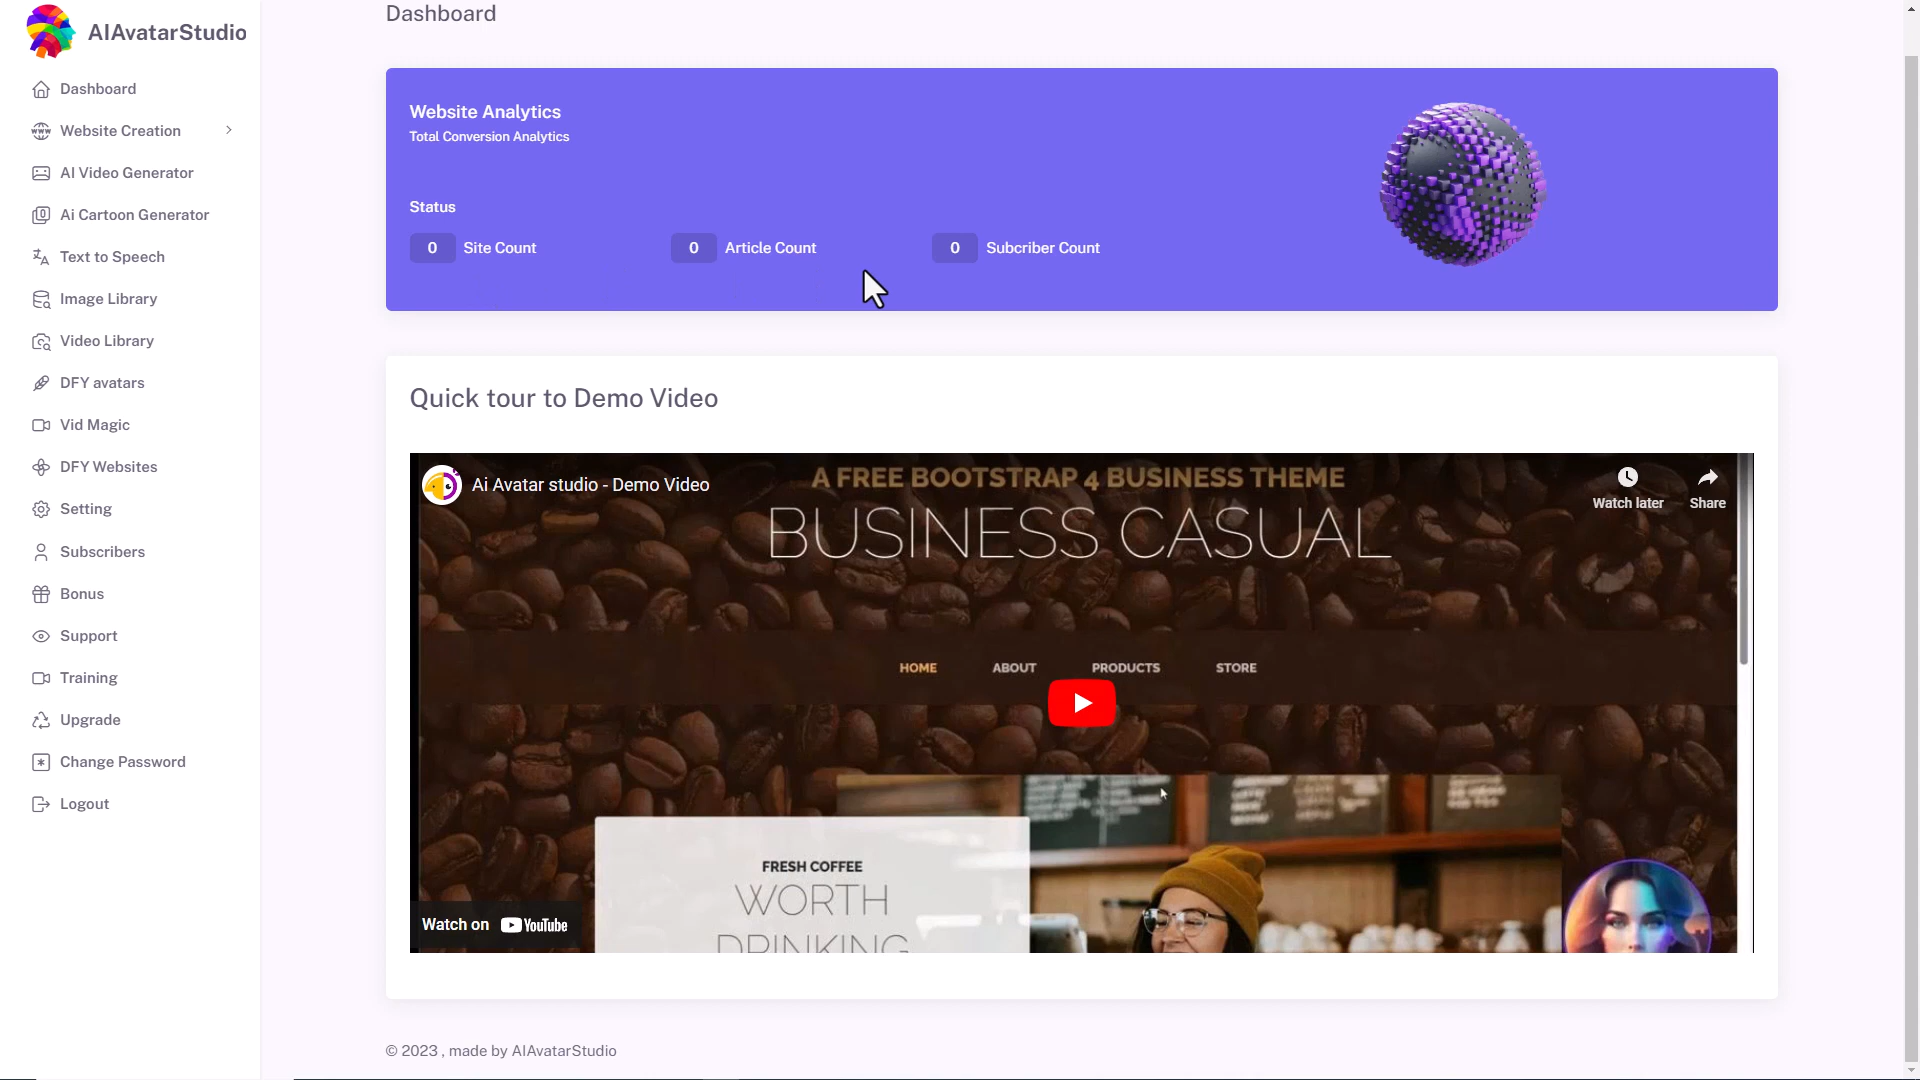 AIAvatarStudio
Dashboard
Website Creation
AI Video Generator
Ai Cartoon Generator
Text to Speech
Image Library
Video Library
DFY avatars
Vid Magic
DFY Websites
Setting
Subscribers
Bonus
Support
Training
Upgrade
Change Password
Logout
Dashboard
Website Analytics
Total Conversion Analytics
Status
0 Site Count
0 Article Count
0 Subcriber Count
Quick tour to Demo Video
Ai Avatar studio - Demo Video
Watch later
Share
A FREE BOOTSTRAP 4 BUSINESS THEME
BUSINESS CASUAL
HOME ABOUT PRODUCTS STORE
FRESH COFFEE
WORTH
DRINKING
Watch on YouTube
© 2023 , made by AIAvatarStudio